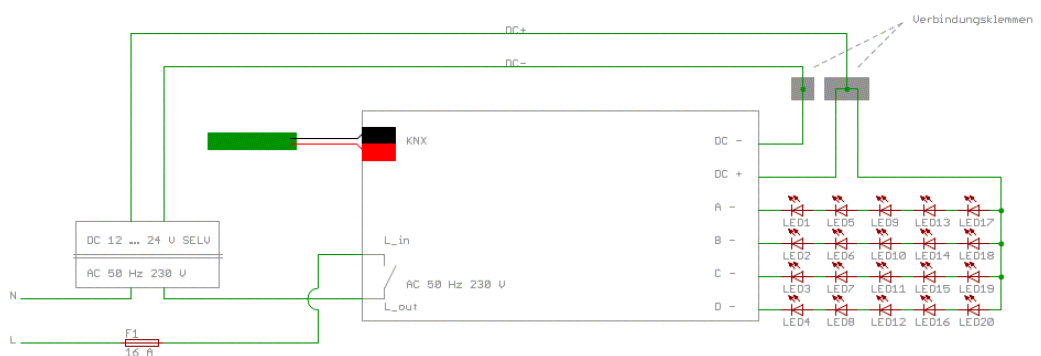 Verbindungsklemmen
DC+
DC-
KNX
DC -
DC +
A -
LED1 LED5 LED9 LED13 LED17
DC 12 ... 24 V SELV
L_in
B -
LED2 LED6 LED10 LED14 LED18
AC 50 Hz 230 V
AC 50 Hz 230 V
C -
LED3 LED7 LED11 LED15 LED19
N
L_out
D -
LED4 LED8 LED12 LED16 LED20
F1
L
16 A